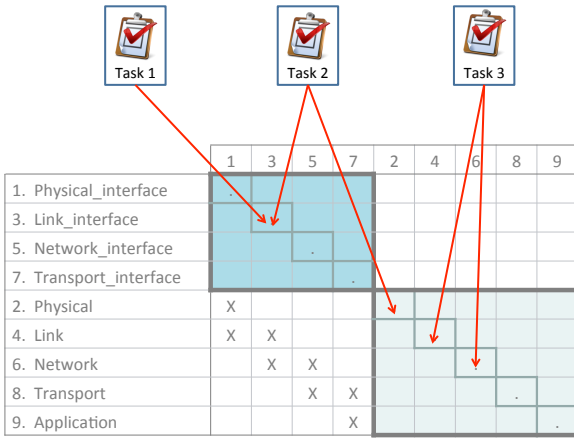 Task 1 Task 2 Task 3
1 3 5 7 2 4 6 8 9
1. Physical_interface .
3. Link_interface
5. Network_interface .
7. Transport_interface .
2. Physical X
4. Link X X
6. Network X X .
8. Transport X X .
9. Application X .